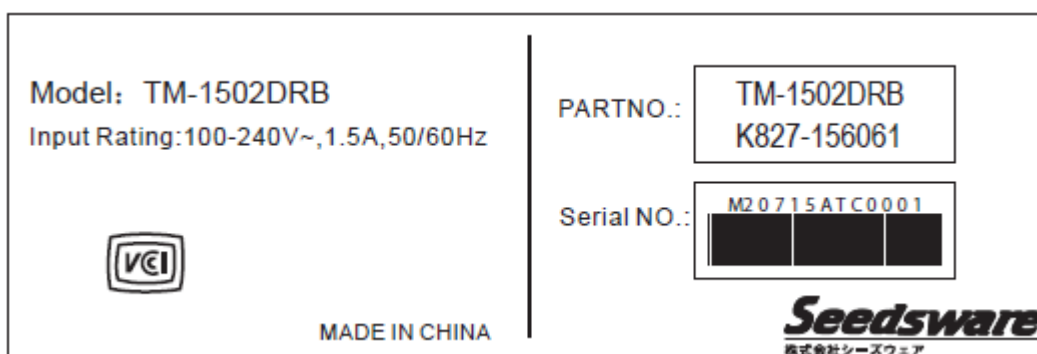 Model：TM-1502DRB
Input Rating:100-240V~,1.5A,50/60Hz
VCI
MADE IN CHINA
PARTNO.:
TM-1502DRB
K827-156061
Serial NO.:
M20715ATC0001
Seedsware
株式会社シーズウェア